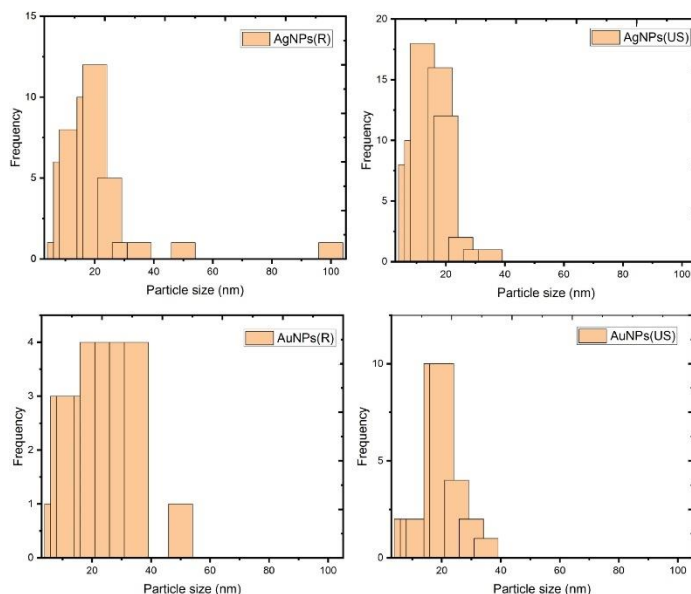 15
10
5
0
Frequency
20 40 60 80 100
Particle size (nm)
AgNPs(R)
20
15
10
5
0
Frequency
20 40 60 80 100
Particle size (nm)
AgNPs(US)
4
3
2
1
0
Frequency
20 40 60 80 100
Particle size (nm)
AuNPs(R)
10
5
0
Frequency
20 40 60 80 100
Particle size (nm)
AuNPs(US)